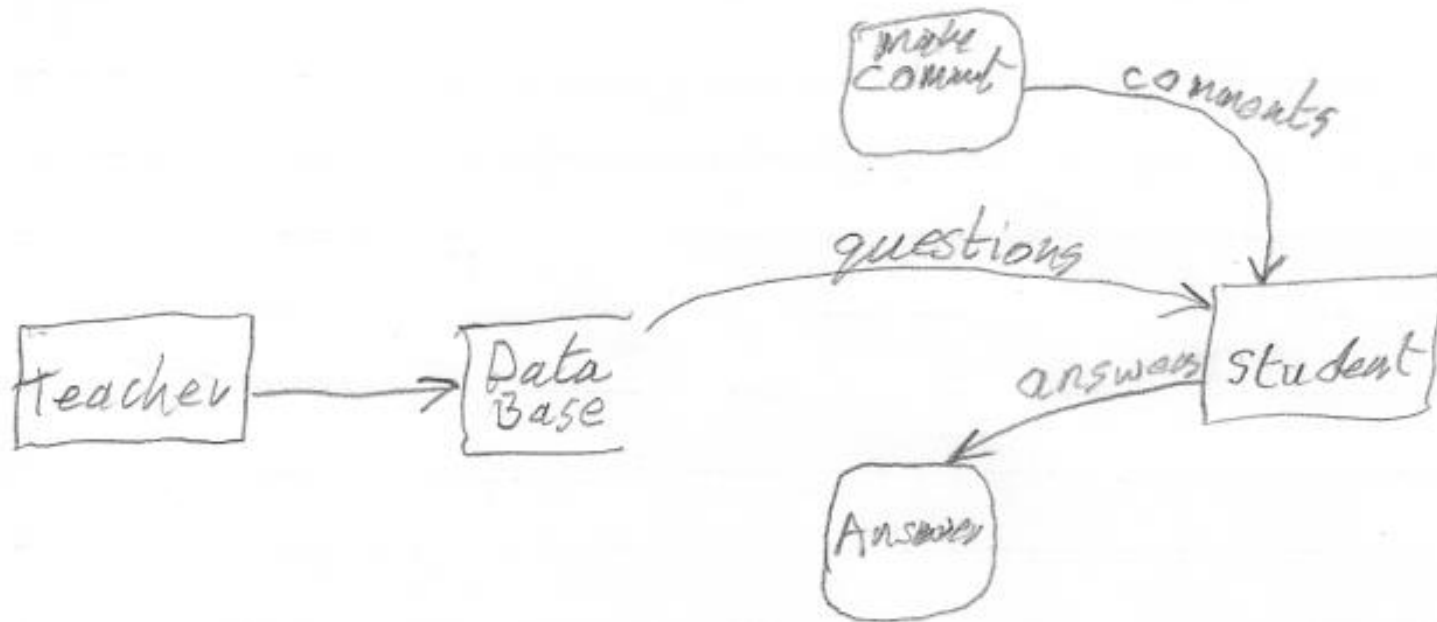 make
comment
comments
questions
Teacher
Data
Base
answers
Student
Answer